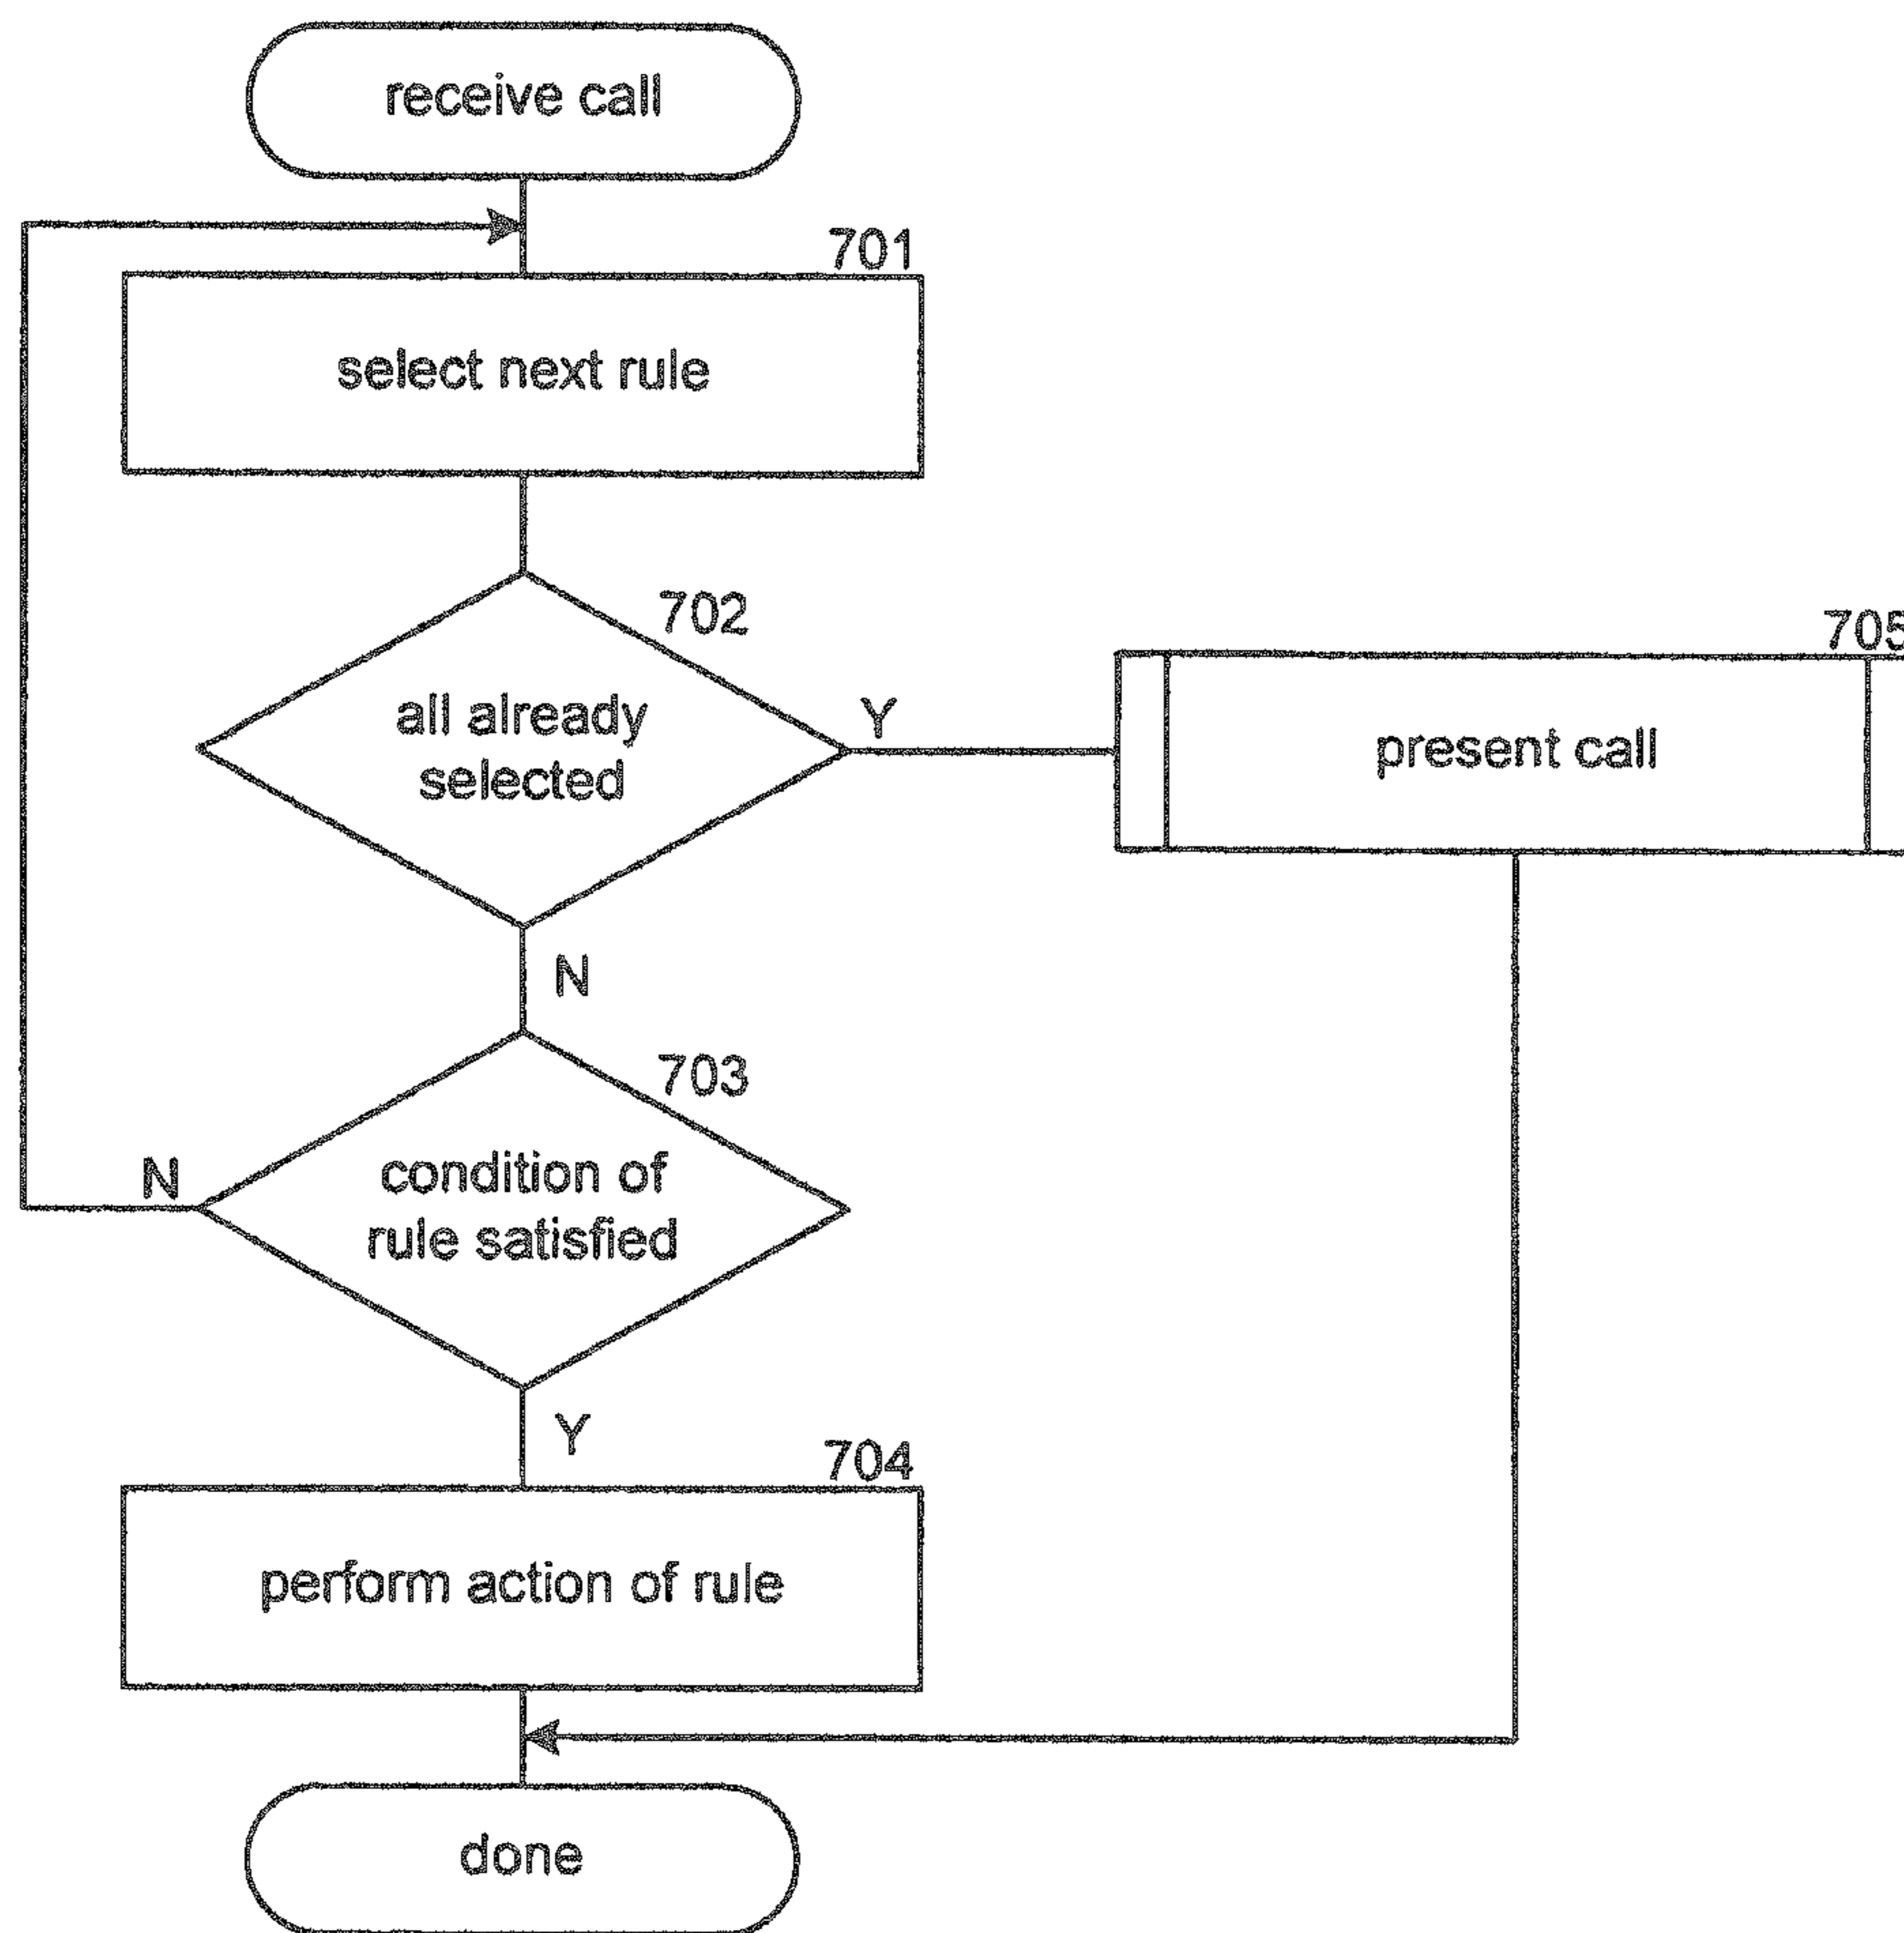 receive call
701
select next rule
702
all already
selected
Y
705
present call
N
703
condition of
rule satisfied
N
Y
704
perform action of rule
done